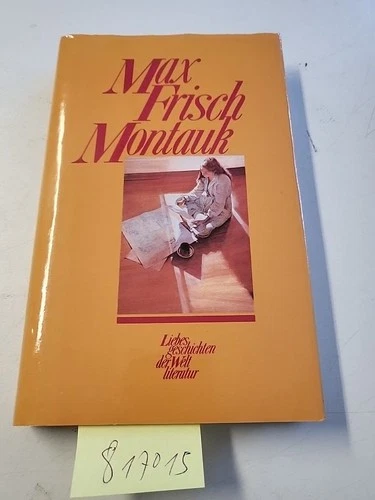 Max
Frisch
Montauk
Liebes
geschichten
der Welt
literatur
817015